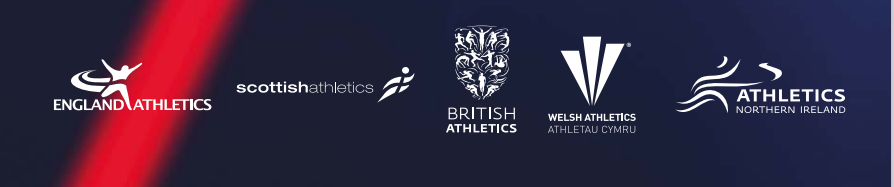 ENGLAND ATHLETICS
scottishathletics
BRITISH
ATHLETICS
WELSH ATHLETICS
ATHLETAU CYMRU
ATHLETICS
NORTHERN IRELAND